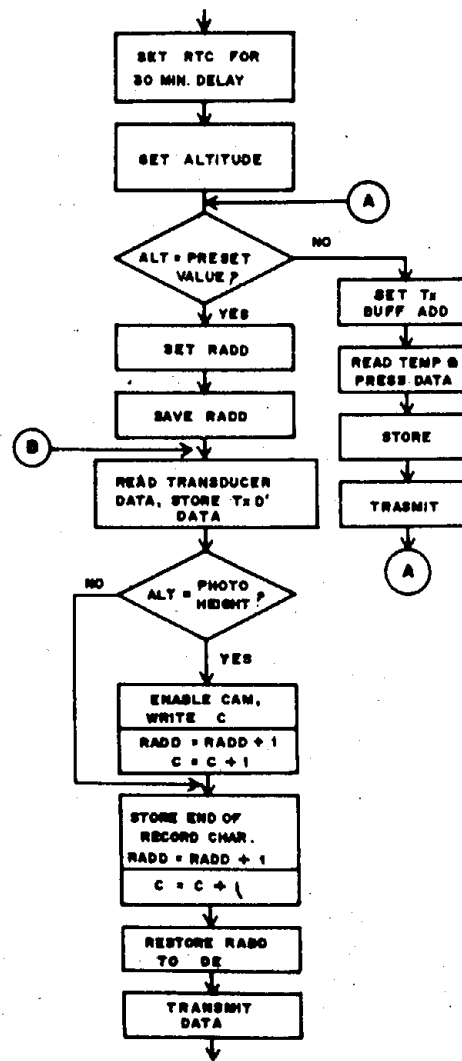 SET RTC FOR
30 MIN. DELAY
GET ALTITUDE
A
ALT = PRESET
VALUE?
NO
YES
SET Tx
BUFF ADD
READ TEMP &
PRESS DATA
STORE
TRASMIT
A
SET RADD
SAVE RADD
B
READ TRANSDUCER
DATA, STORE TxD'
DATA
NO
ALT = PHOTO
HEIGHT?
YES
ENABLE CAM,
WRITE C
RADD = RADD + 1
C = C + 1
STORE END OF
RECORD CHAR.
RADD = RADD + 1
C = C + 1
RESTORE RADD
TO DE
TRANSMIT
DATA